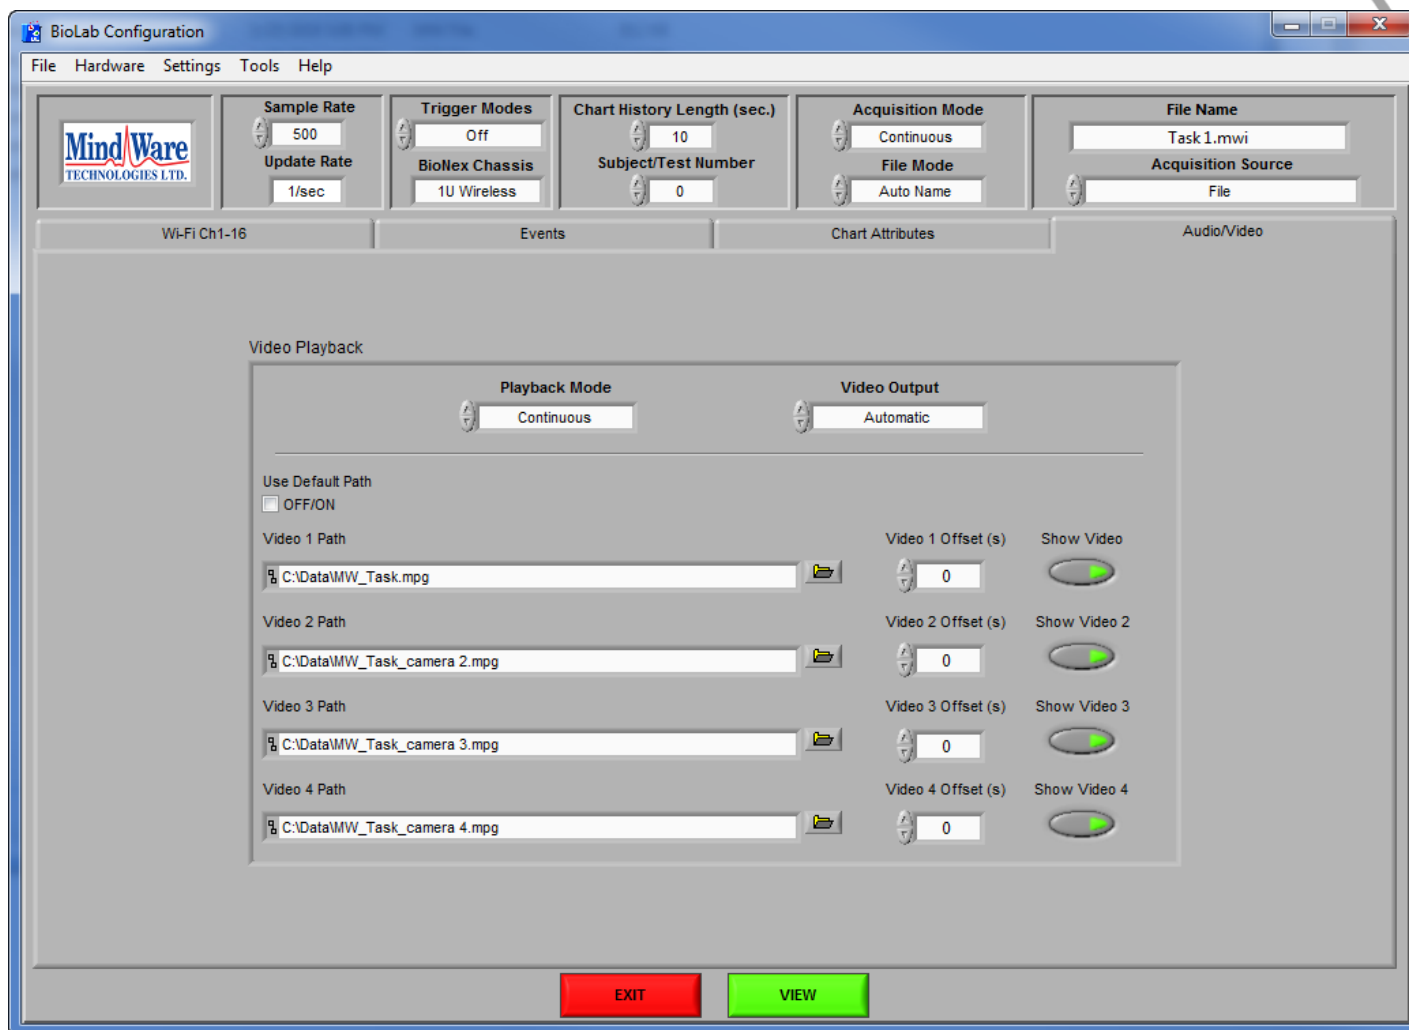 BioLab Configuration
File Hardware Settings Tools Help
MindWare
TECHNOLOGIES LTD.
Sample Rate
500
Update Rate
1/sec
Trigger Modes
Off
BioNex Chassis
1U Wireless
Chart History Length (sec.)
10
Subject/Test Number
0
Acquisition Mode
Continuous
File Mode
Auto Name
File Name
Task 1.mwi
Acquisition Source
File
Wi-Fi Ch1-16 Events Chart Attributes Audio/Video
Video Playback
Playback Mode Video Output
Continuous Automatic
Use Default Path
OFF/ON
Video 1 Path Video 1 Offset (s) Show Video
C:\Data\MW_Task.mpg 0
Video 2 Path Video 2 Offset (s) Show Video 2
C:\Data\MW_Task_camera 2.mpg 0
Video 3 Path Video 3 Offset (s) Show Video 3
C:\Data\MW_Task_camera 3.mpg 0
Video 4 Path Video 4 Offset (s) Show Video 4
C:\Data\MW_Task_camera 4.mpg 0
EXIT VIEW